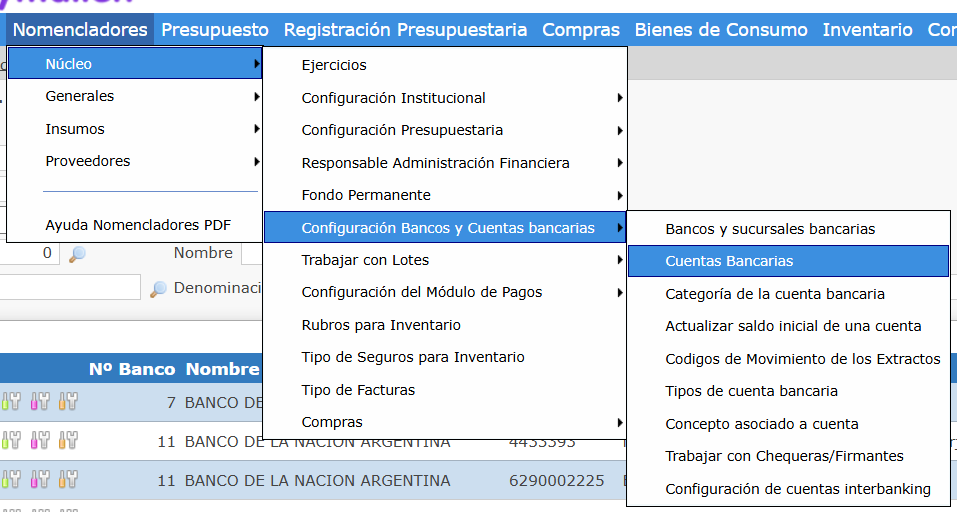 Nomencladores Presupuesto Registración Presupuestaria Compras Bienes de Consumo Inventario
Núcleo
Generales
Insumos
Proveedores
Ayuda Nomencladores PDF
Ejercicios
Configuración Institucional
Configuración Presupuestaria
Responsable Administración Financiera
Fondo Permanente
Configuración Bancos y Cuentas bancarias
Trabajar con Lotes
Configuración del Módulo de Pagos
Rubros para Inventario
Tipo de Seguros para Inventario
Tipo de Facturas
Compras
Bancos y sucursales bancarias
Cuentas Bancarias
Categoría de la cuenta bancaria
Actualizar saldo inicial de una cuenta
Codigos de Movimiento de los Extractos
Tipos de cuenta bancaria
Concepto asociado a cuenta
Trabajar con Chequeras/Firmantes
Configuración de cuentas interbanking
0 Nombre
Denominaci
Nº Banco Nombre
7 BANCO DE
11 BANCO DE LA NACION ARGENTINA 4433393
11 BANCO DE LA NACION ARGENTINA 6290002225